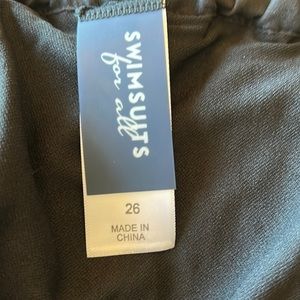 SWIMSUITS
for all
26
MADE IN
CHINA